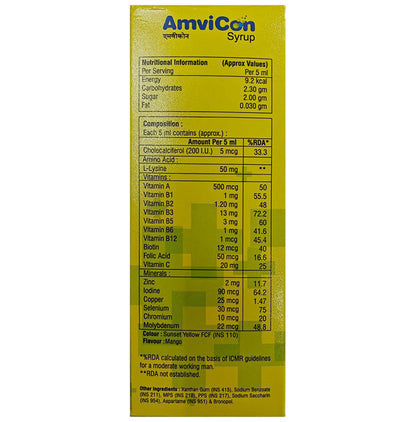 AmviCon
एमवीकॉन Syrup
Nutritional Information (Approx Values)
Per Serving Per 5 ml
Energy 9.2 kcal
Carbohydrates 2.30 gm
Sugar 2.00 gm
Fat 0.030 gm
Composition :
Each 5 ml contains (approx.) :
Amount Per 5 ml %RDA*
Cholecalciferol (200 I.U.) 5 mcg 33.3
Amino Acid :
L-Lysine 50 mg **
Vitamins :
Vitamin A 500 mcg 50
Vitamin B1 1 mg 55.5
Vitamin B2 1.20 mg 48
Vitamin B3 13 mg 72.2
Vitamin B5 3 mg 60
Vitamin B6 1 mg 41.6
Vitamin B12 1 mcg 45.4
Biotin 12 mcg 40
Folic Acid 50 mcg 16.6
Vitamin C 20 mg 25
Minerals :
Zinc 2 mg 11.7
Iodine 90 mcg 64.2
Copper 25 mcg 1.47
Selenium 30 mcg 75
Chromium 10 mcg 20
Molybdenum 22 mcg 48.8
Colour : Sunset Yellow FCF (INS 110)
Flavour : Mango
*%RDA calculated on the basis of ICMR guidelines
for a moderate working man.
**RDA not established.
Other Ingredients : Xanthan Gum (INS 415), Sodium Benzoate
(INS 211), MPS (INS 218), PPS (INS 217), Sodium Saccharin
(INS 954), Aspartame (INS 951) & Bronopol.